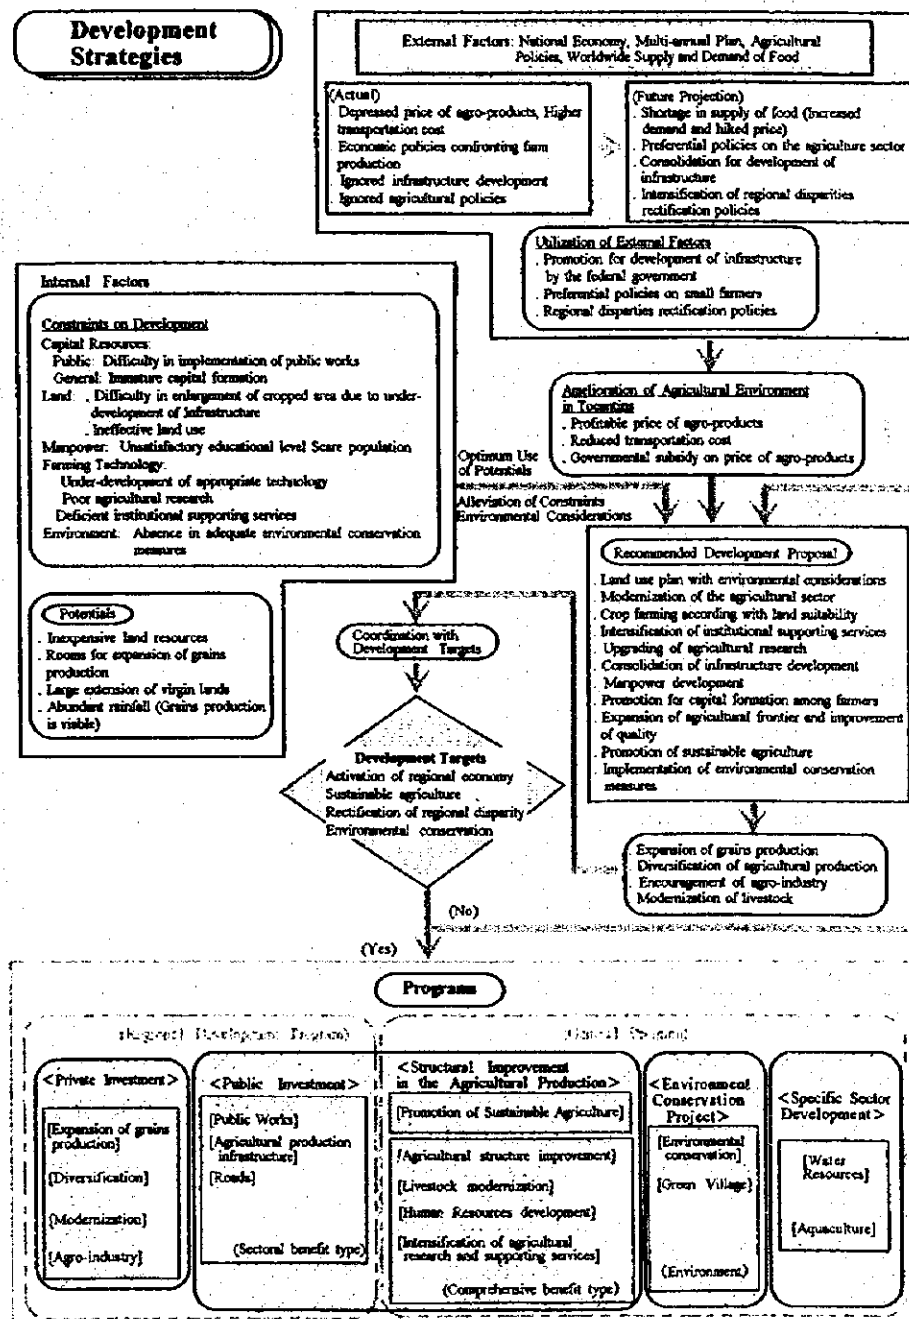 Development
Strategies
External Factors: National Economy, Multi-annual Plan, Agricultural
Policies, Worldwide Supply and Demand of Food
(Actual)
. Depressed price of agro-products, Higher
transportation cost
. Economic policies confronting farm
production
. Ignored infrastructure development
. Ignored agricultural policies
(Future Projection)
. Shortage in supply of food (Increased
demand and hiked price)
. Preferential policies on the agriculture sector
. Consolidation for development of
infrastructure
. Intensification of regional disparities
rectification policies
Utilization of External Factors
. Promotion for development of infrastructure
by the federal government
. Preferential policies on small farmers
. Regional disparties rectification policies
Internal Factors
Constraints on Development
Capital Resources:
Public: Difficulty in implementation of public works
General: Immature capital formation
Land: . Difficulty in enlargement of cropped area due to under-
development of Infrastructure
. Ineffective land use
Manpower: Unsatisfactory educational level Scare population
Farming Technology:
Under-development of appropriate technology
Poor agricultural research
Deficient institutional supporting services
Environment: Absence in adequate environmental conservation
measures
Potentials
. Inexpensive land resources
. Rooms for expansion of grains
production
. Large extension of virgin lands
. Abundant rainfall (Grains production
is viable)
Amelioration of Agricultural Environment
in Tocantins
. Profitable price of agro-products
. Reduced transportation cost
. Governmental subsidy on price of agro-products
Optimum Use
of Potentials
Alleviation of Constraints
Environmental Considerations
Recommended Development Proposal
. Land use plan with environmental considerations
. Modernization of the agricultural sector
. Crop farming according with land suitability
. Intensification of institutional supporting services
. Upgrading of agricultural research
. Consolidation of infrastructure development
. Manpower development
. Promotion for capital formation among farmers
. Expansion of agricultural frontier and improvement
of quality
. Promotion of sustainable agriculture
. Implementation of environmental conservation
measures
Coordination with
Development Targets
Development Targets
Activation of regional economy
Sustainable agriculture
Rectification of regional disparity
Environmental conservation
. Expansion of grains production
Diversification of agricultural production
. Encouragement of agro-industry
Modernization of livestock
(No)
(Yes)
Programs
(Regional Development Program)
(General Program)
<Private Investment>
[Expansion of grains
production]
[Diversification]
[Modernization]
[Agro-industry]
<Public Investment>
[Public Works]
[Agricultural production
infrastructure]
[Roads]
(Sectoral benefit type)
<Structural Improvement
in the Agricultural Production>
[Promotion of Sustainable Agriculture]
[Agricultural structure improvement]
[Livestock modernization]
[Human Resources development]
[Intensification of agricultural
research and supporting services]
(Comprehensive benefit type)
<Environment
Conservation
Project>
[Environmental
conservation]
[Green Village]
(Environment)
<Specific Sector
Development>
[Water
Resources]
[Aquaculture]